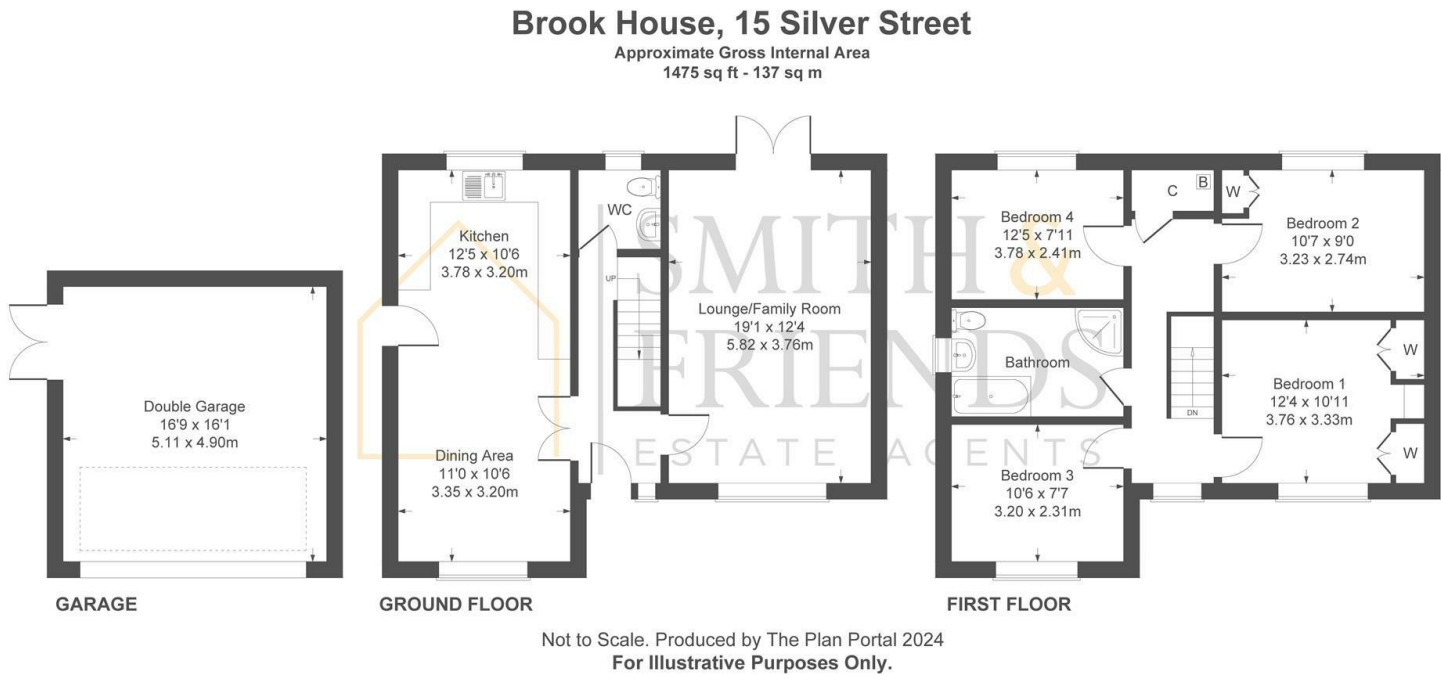 Brook House, 15 Silver Street
Approximate Gross Internal Area
1475 sq ft - 137 sq m
Double Garage
16'9 x 16'1
5.11 x 4.90m
GARAGE
Kitchen
12'5 x 10'6
3.78 x 3.20m
WC
UP
Lounge/Family Room
19'1 x 12'4
5.82 x 3.76m
Dining Area
11'0 x 10'6
3.35 x 3.20m
GROUND FLOOR
Bedroom 4
12'5 x 7'11
3.78 x 2.41m
C
B
W
Bedroom 2
10'7 x 9'0
3.23 x 2.74m
Bathroom
DN
Bedroom 1
12'4 x 10'11
3.76 x 3.33m
W
W
Bedroom 3
10'6 x 7'7
3.20 x 2.31m
FIRST FLOOR
SMITH &
FRIENDS
ESTATE AGENTS
Not to Scale. Produced by The Plan Portal 2024
For Illustrative Purposes Only.